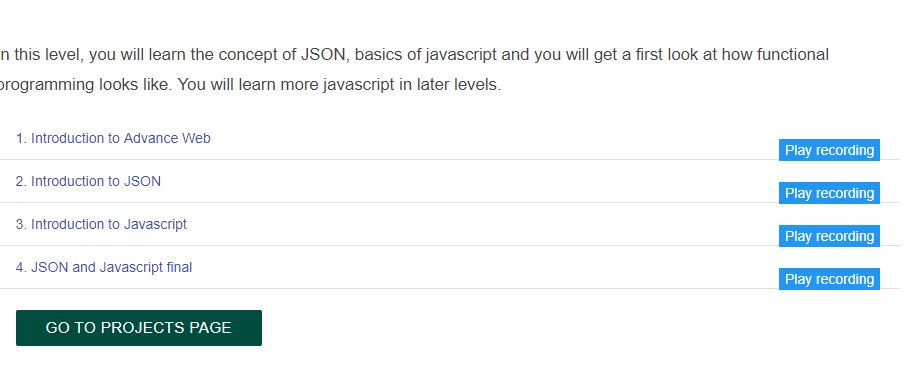 n this level, you will learn the concept of JSON, basics of javascript and you will get a first look at how functional
programming looks like. You will learn more javascript in later levels.
1. Introduction to Advance Web
Play recording
2. Introduction to JSON
Play recording
3. Introduction to Javascript
Play recording
4. JSON and Javascript final
Play recording
GO TO PROJECTS PAGE